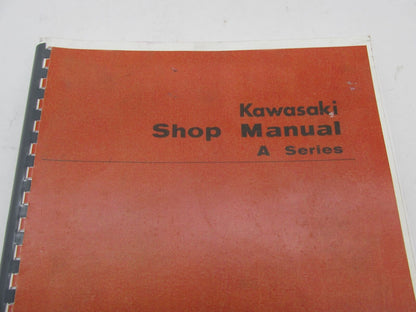 Kawasaki
Shop Manual
A Series